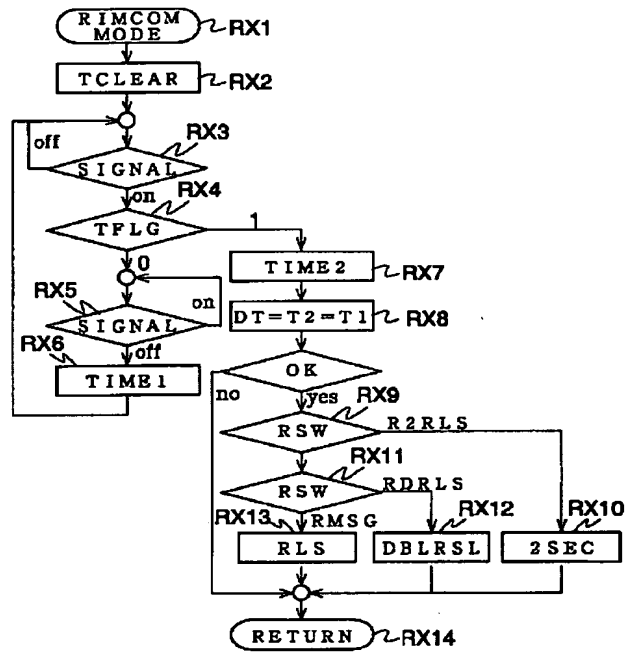 RIMCOM
MODE
RX1
TCLEAR
RX2
off
RX3
SIGNAL
on
RX4
TFLG
1
0
TIME2
RX7
RX5
on
SIGNAL
DT=T2=T1
RX8
RX6
off
TIME1
OK
no
yes
RX9
RSW
R2RLS
RX11
RSW
RDRLS
RX13
RMSG
RX12
RX10
RLS
DBLRSL
2SEC
RETURN
RX14